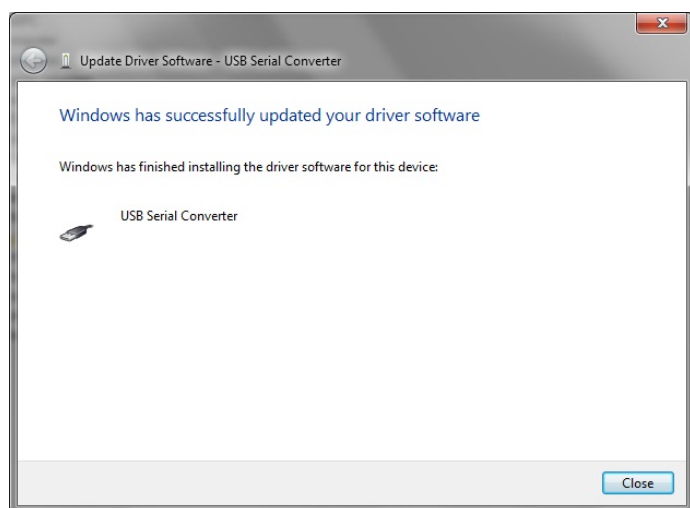 Update Driver Software - USB Serial Converter
Windows has successfully updated your driver software
Windows has finished installing the driver software for this device:
USB Serial Converter
Close